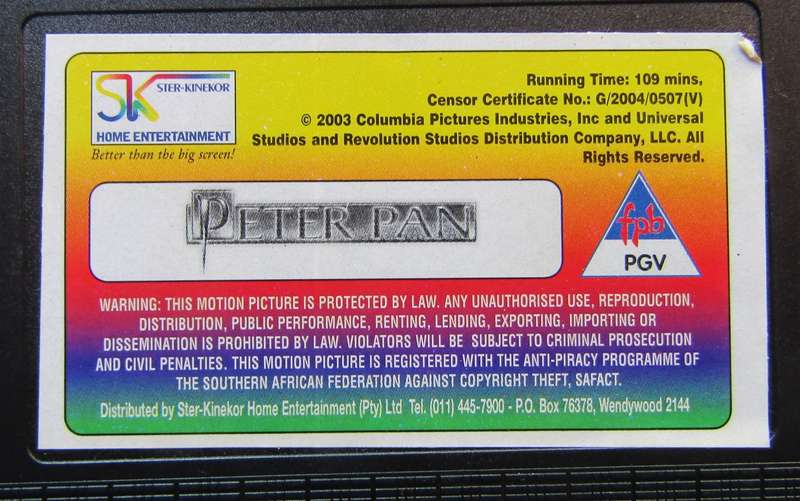 SK STER-KINEKOR
HOME ENTERTAINMENT
Better than the big screen!
Running Time: 109 mins,
Censor Certificate No.: G/2004/0507(V)
© 2003 Columbia Pictures Industries, Inc and Universal
Studios and Revolution Studios Distribution Company, LLC. All
Rights Reserved.
PETER PAN
fpb
PGV
WARNING: THIS MOTION PICTURE IS PROTECTED BY LAW. ANY UNAUTHORISED USE, REPRODUCTION,
DISTRIBUTION, PUBLIC PERFORMANCE, RENTING, LENDING, EXPORTING, IMPORTING OR
DISSEMINATION IS PROHIBITED BY LAW. VIOLATORS WILL BE SUBJECT TO CRIMINAL PROSECUTION
AND CIVIL PENALTIES. THIS MOTION PICTURE IS REGISTERED WITH THE ANTI-PIRACY PROGRAMME OF
THE SOUTHERN AFRICAN FEDERATION AGAINST COPYRIGHT THEFT, SAFACT.
Distributed by Ster-Kinekor Home Entertainment (Pty) Ltd Tel. (011) 445-7900 - P.O. Box 76378, Wendywood 2144